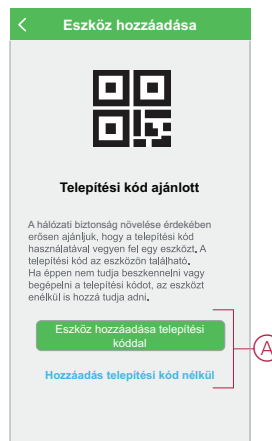 Eszköz hozzáadása
Telepítési kód ajánlott
A hálózati biztonság növelése érdekében
erősen ajánljuk, hogy a telepítési kód
használatával vegyen fel egy eszközt. A
telepítési kód az eszközön található.
Ha éppen nem tudja beszkennelni vagy
begépelni a telepítési kódot, az eszközt
enélkül is hozzá tudja adni.
Eszköz hozzáadása telepítési
kóddal
A
Hozzáadás telepítési kód nélkül